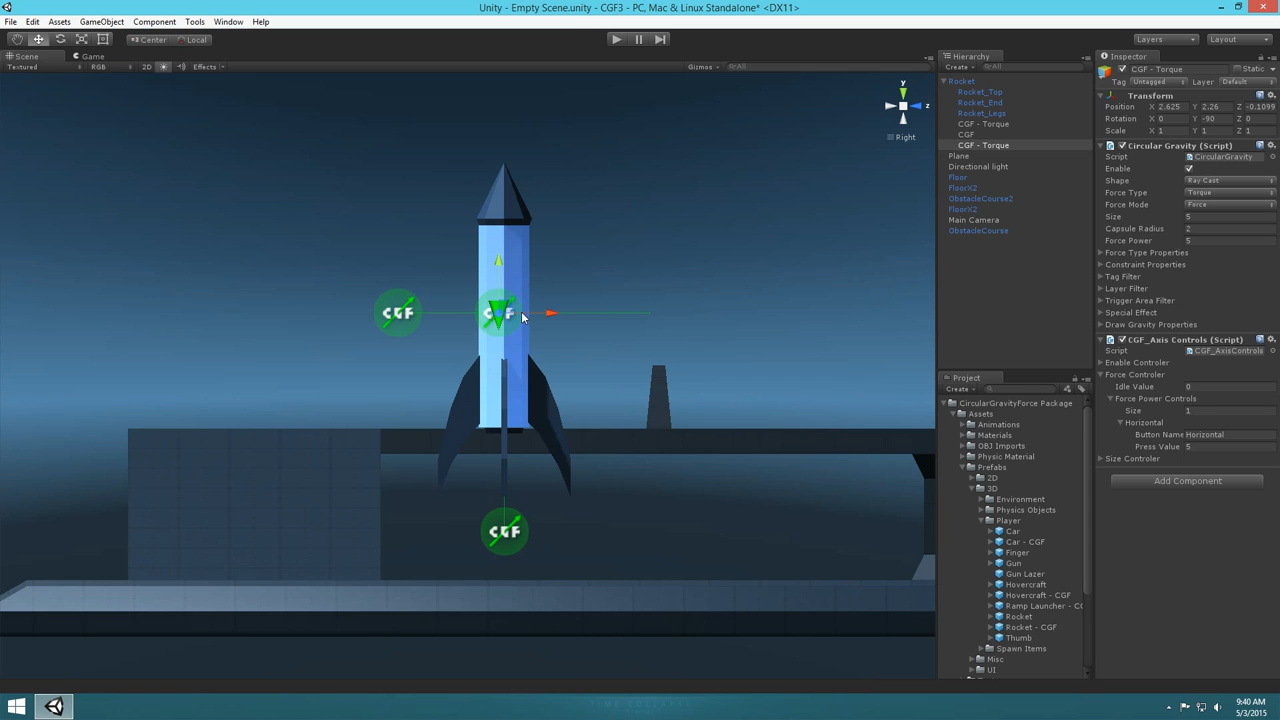 Unity - Empty Scene.unity - CGF3 - PC, Mac & Linux Standalone* <DX11>
File Edit Assets GameObject Component Tools Window Help
Center Local
Layers Layout
Scene Game
Textured RGB 2D Effects Gizmos All
y
z
Right
CGF
CGF
CGF
Hierarchy
Create All
Rocket
Rocket_Top
Rocket_End
Rocket_Legs
CGF - Torque
CGF
CGF - Torque
Plane
Directional light
Floor
FloorX2
ObstacleCourse2
FloorX2
Main Camera
ObstacleCourse
Project
Create
CircularGravityForce Package
Assets
Animations
Materials
OBJ Imports
Physic Material
Prefabs
2D
3D
Environment
Physics Objects
Player
Car
Car - CGF
Finger
Gun
Gun Lazer
Hovercraft
Hovercraft - CGF
Ramp Launcher - CG
Rocket
Rocket - CGF
Thumb
Spawn Items
Misc
UI
Inspector
CGF - Torque Static
Tag Untagged Layer Default
Transform
Position X 2.625 Y 2.26 Z -0.1099
Rotation X 0 Y -90 Z 0
Scale X 1 Y 1 Z 1
Circular Gravity (Script)
Script CircularGravity
Enable
Shape Ray Cast
Force Type Torque
Force Mode Force
Size 5
Capsule Radius 2
Force Power 5
Force Type Properties
Constraint Properties
Tag Filter
Layer Filter
Trigger Area Filter
Special Effect
Draw Gravity Properties
CGF_Axis Controls (Script)
Script CGF_AxisControls
Enable Controler
Force Controler
Idle Value 0
Force Power Controls
Size 1
Horizontal
Button Name Horizontal
Press Value 5
Size Controler
Add Component
9:40 AM
5/3/2015